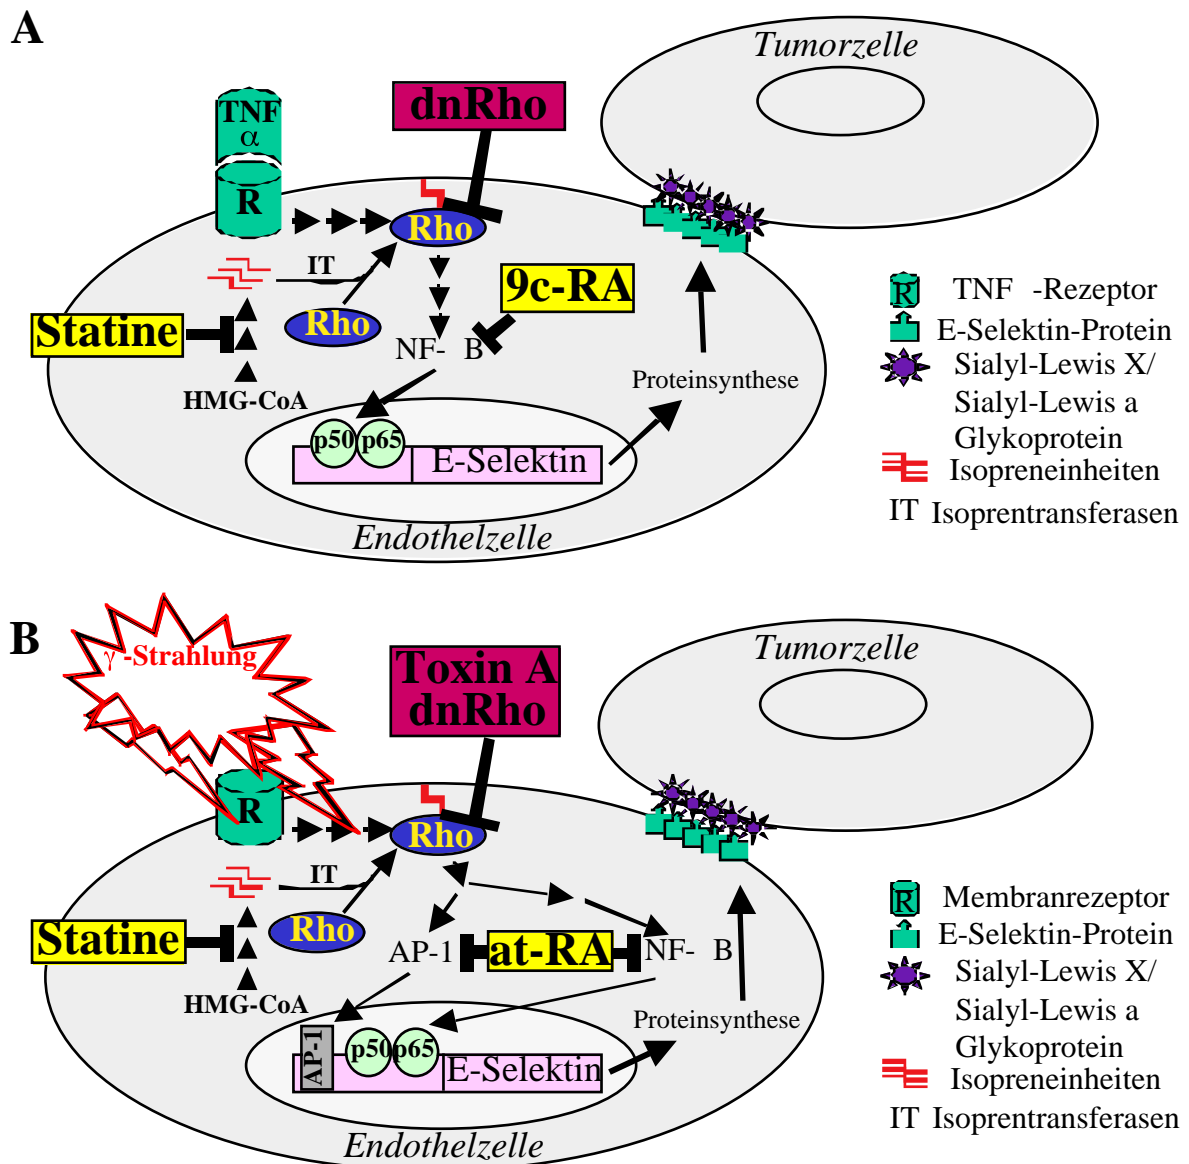 A
Tumorzelle
TNF
α
dnRho
R
Rho
IT
9c-RA
Statine
Rho
NF- B
HMG-CoA
Proteinsynthese
p50 p65
E-Selektin
Endothelzelle
R TNF -Rezeptor
E-Selektin-Protein
Sialyl-Lewis X/
Sialyl-Lewis a
Glykoprotein
Isopreneinheiten
IT Isoprentransferasen
B
γ -Strahlung
Tumorzelle
Toxin A
dnRho
R
Rho
IT
Statine
Rho
AP-1
at-RA
NF- B
HMG-CoA
Proteinsynthese
AP-1
p50 p65
E-Selektin
Endothelzelle
R Membranrezeptor
E-Selektin-Protein
Sialyl-Lewis X/
Sialyl-Lewis a
Glykoprotein
Isopreneinheiten
IT Isoprentransferasen